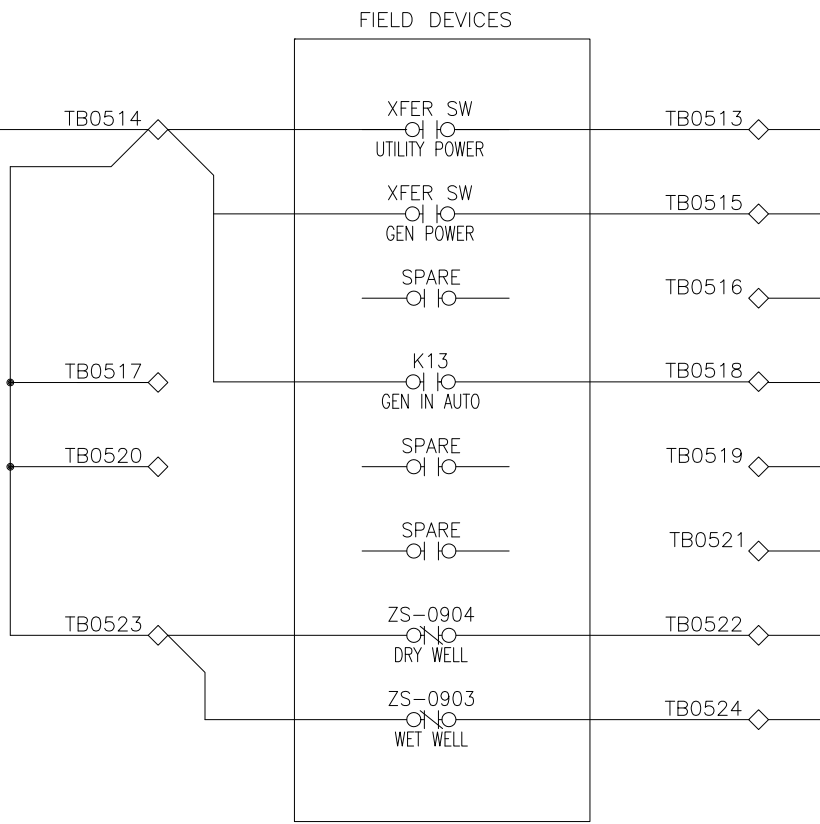 FIELD DEVICES
TB0514
XFER SW
UTILITY POWER
TB0513
XFER SW
GEN POWER
TB0515
SPARE
TB0516
TB0517
K13
GEN IN AUTO
TB0518
TB0520
SPARE
TB0519
SPARE
TB0521
TB0523
ZS-0904
DRY WELL
TB0522
ZS-0903
WET WELL
TB0524